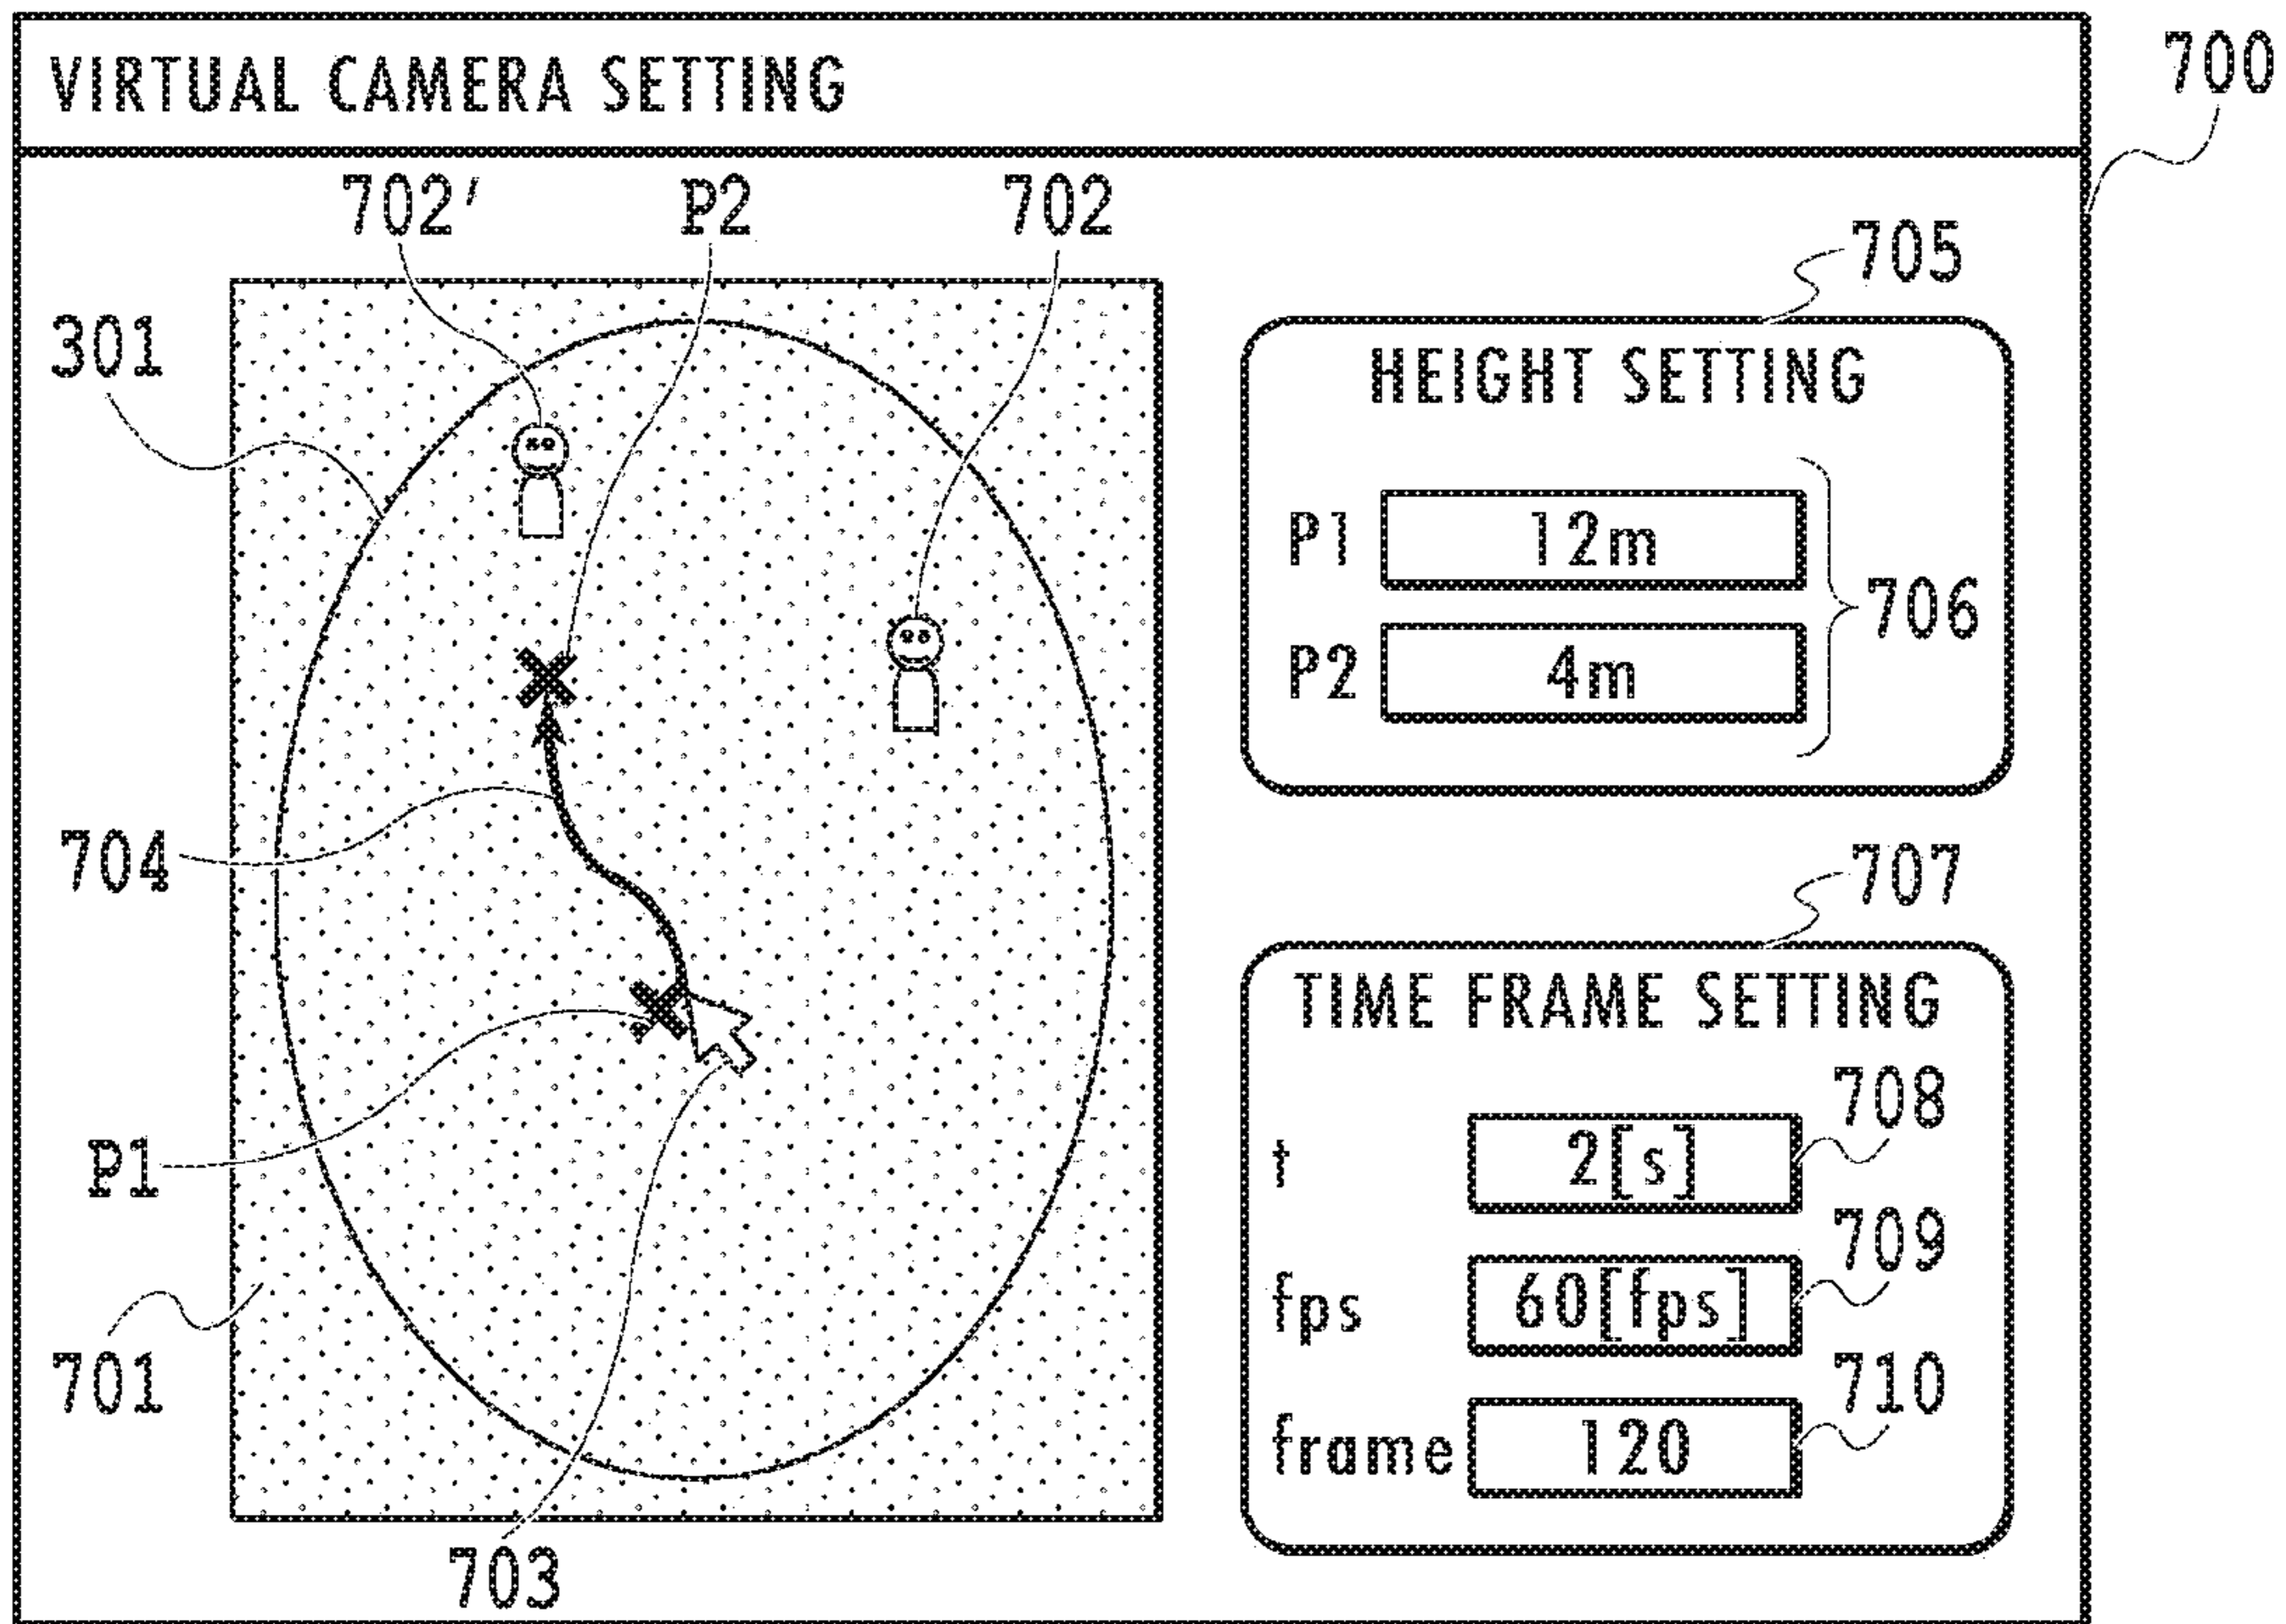 VIRTUAL CAMERA SETTING
700
702′ P2 702
705
301
HEIGHT SETTING
P1 12m
706
P2 4m
704
707
TIME FRAME SETTING
708
t 2[s]
P1
709
fps 60[fps]
701
710
frame 120
703